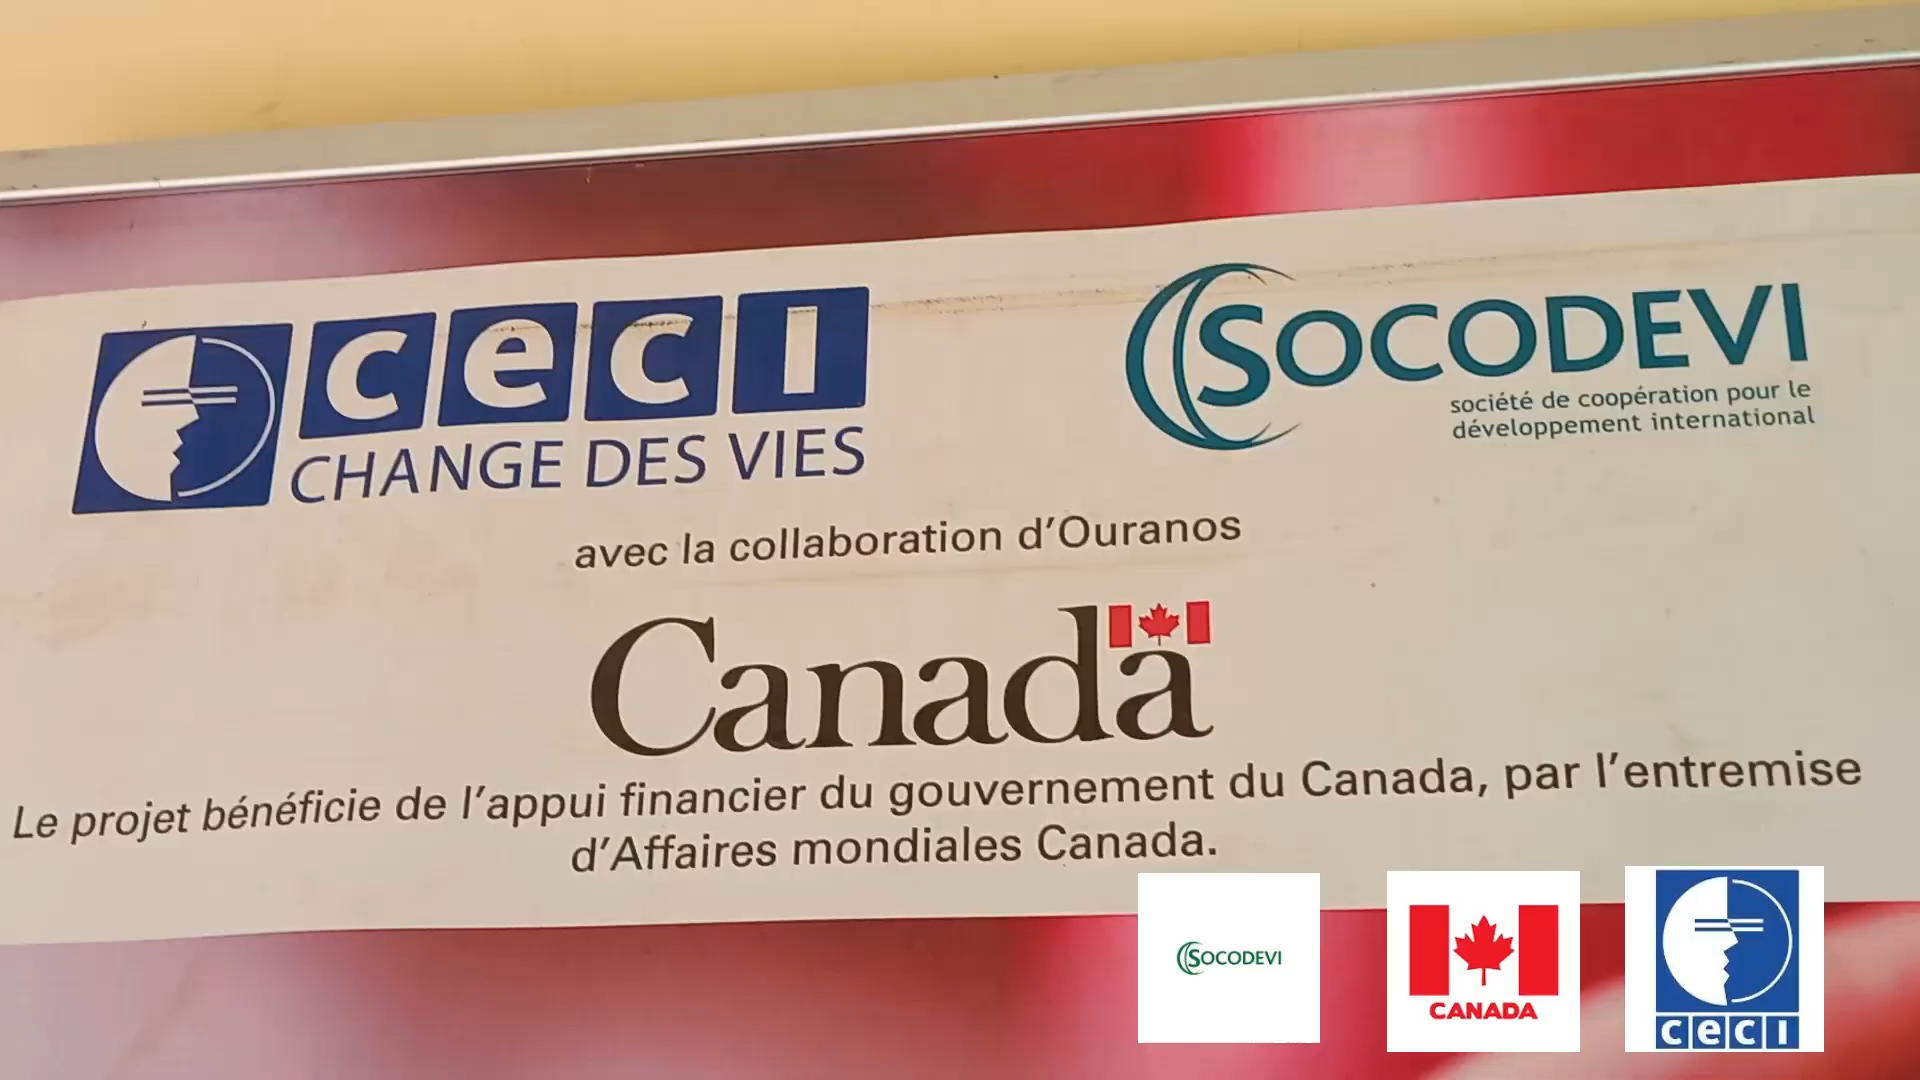 ceci
CHANGE DES VIES
SOCODEVI
société de coopération pour le
développement international
avec la collaboration d'Ouranos
Canada
Le projet bénéficie de l'appui financier du gouvernement du Canada, par l'entremise
d'Affaires mondiales Canada.
SOCODEVI
CANADA
ceci